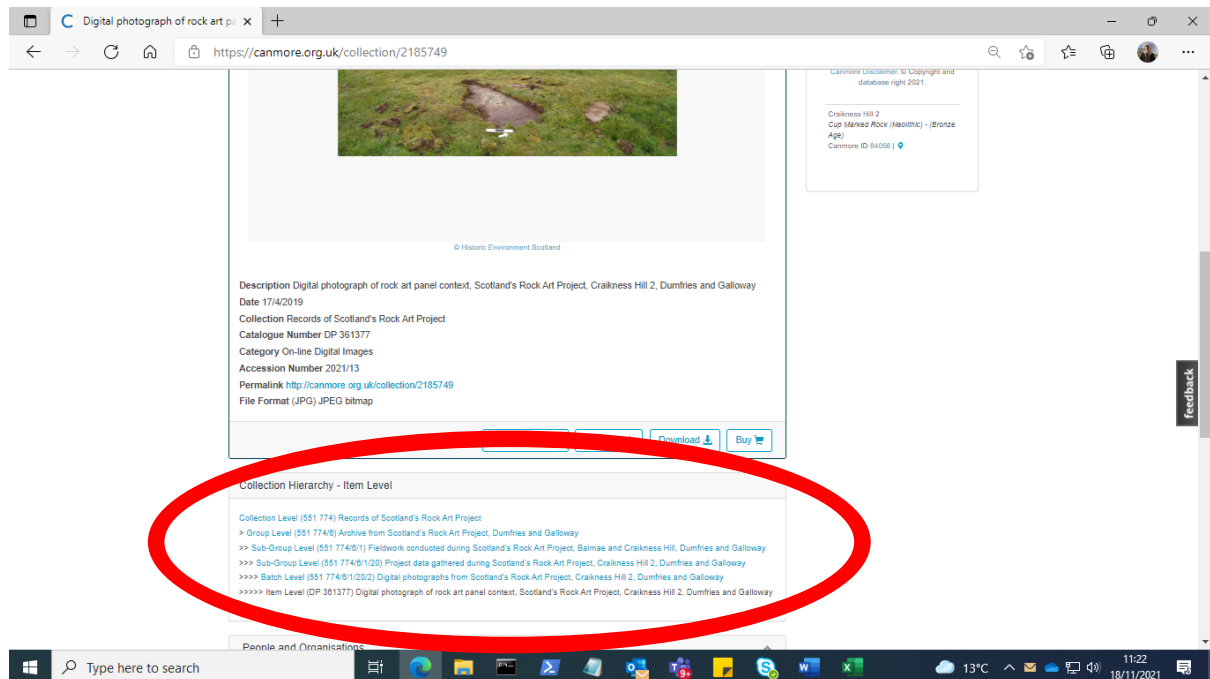 Digital photograph of rock art pa
https://canmore.org.uk/collection/2185749
Canmore Disclaimer. © Copyright and
database right 2021.
Craikness Hill 2
Cup Marked Rock (Neolithic) - (Bronze
Age)
Canmore ID 84056 |
© Historic Environment Scotland
Description Digital photograph of rock art panel context, Scotland's Rock Art Project, Craikness Hill 2, Dumfries and Galloway
Date 17/4/2019
Collection Records of Scotland's Rock Art Project
Catalogue Number DP 361377
Category On-line Digital Images
Accession Number 2021/13
Permalink http://canmore.org.uk/collection/2185749
File Format (JPG) JPEG bitmap
feedback
Download
Buy
Collection Hierarchy - Item Level
Collection Level (551 774) Records of Scotland's Rock Art Project
> Group Level (551 774/6) Archive from Scotland's Rock Art Project, Dumfries and Galloway
>> Sub-Group Level (551 774/6/1) Fieldwork conducted during Scotland's Rock Art Project, Balmae and Craikness Hill, Dumfries and Galloway
>>> Sub-Group Level (551 774/6/1/20) Project data gathered during Scotland's Rock Art Project, Craikness Hill 2, Dumfries and Galloway
>>>> Batch Level (551 774/6/1/20/2) Digital photographs from Scotland's Rock Art Project, Craikness Hill 2, Dumfries and Galloway
>>>>> Item Level (DP 361377) Digital photograph of rock art panel context, Scotland's Rock Art Project, Craikness Hill 2, Dumfries and Galloway
People and Organisations
Type here to search
9+
13°C
11:22
18/11/2021